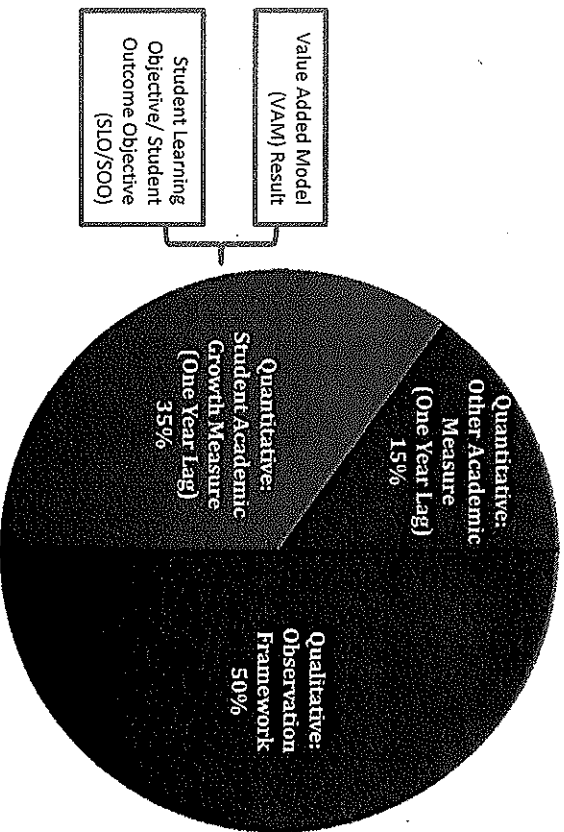 Value Added Model
(VAM) Result
Student Learning
Objective/ Student
Outcome Objective
(SLO/SOO)
Quantitative:
Other Academic
Measure
(One Year Lag)
15%
Quantitative:
Student Academic
Growth Measure
(One Year Lag)
35%
Qualitative:
Observation
Framework
50%